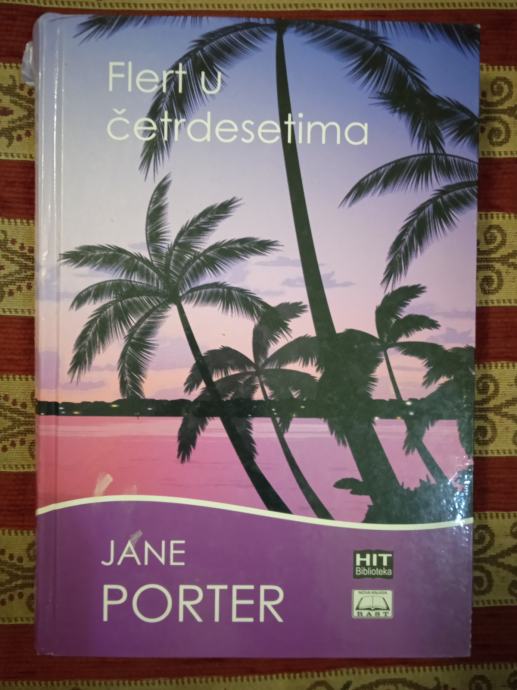 Flert u
četrdesetima
JANE
PORTER
HIT
Biblioteka
NOVA KNJIGA
RAST